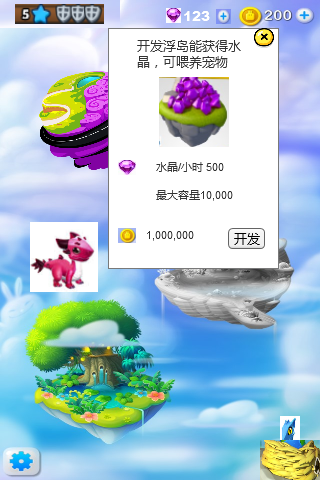 5
123
200
开发浮岛能获得水
晶，可喂养宠物
水晶/小时 500
最大容量10,000
1,000,000
开发